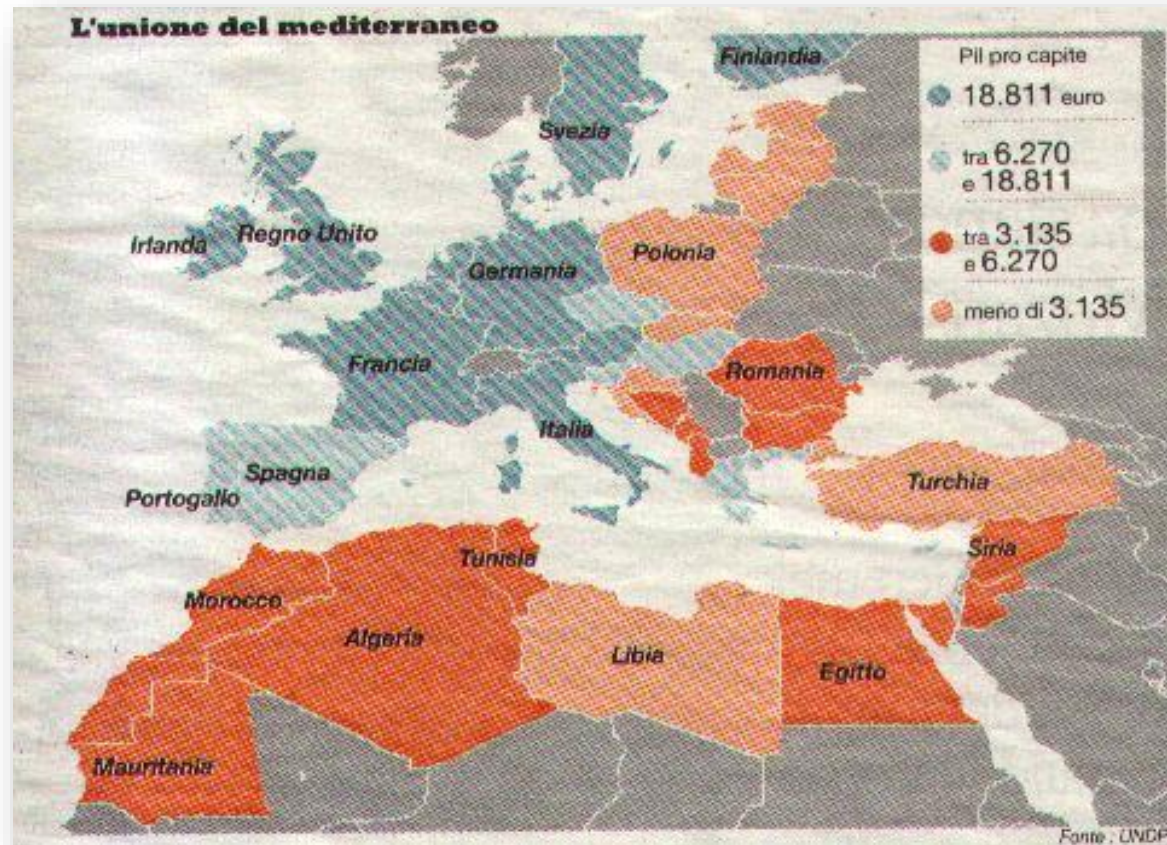 L'unione del mediterraneo
Finlandia
Svezia
Irlanda
Regno Unito
Germania
Polonia
Francia
Romania
Italia
Spagna
Portogallo
Turchia
Tunisia
Siria
Morocco
Algeria
Libia
Egitto
Mauritania
Pil pro capite
18.811 euro
tra 6.270
e 18.811
tra 3.135
e 6.270
meno di 3.135
Fonte: UNDP